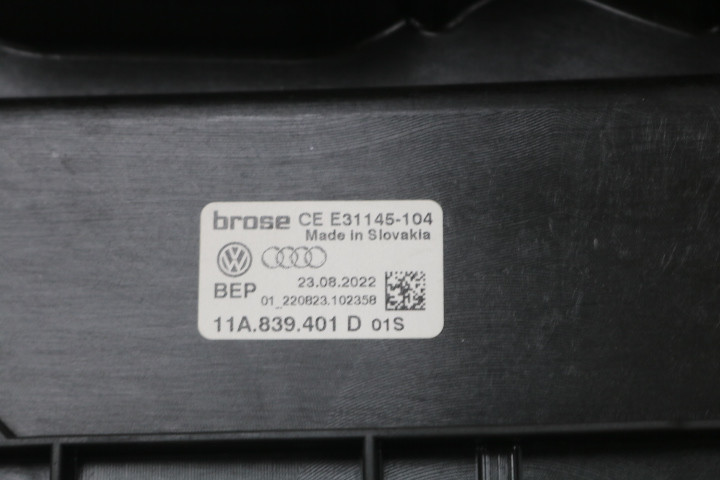 brose CE E31145-104
Made in Slovakia
23.08.2022
BEP 01_220823.102358
11A.839.401 D 01S